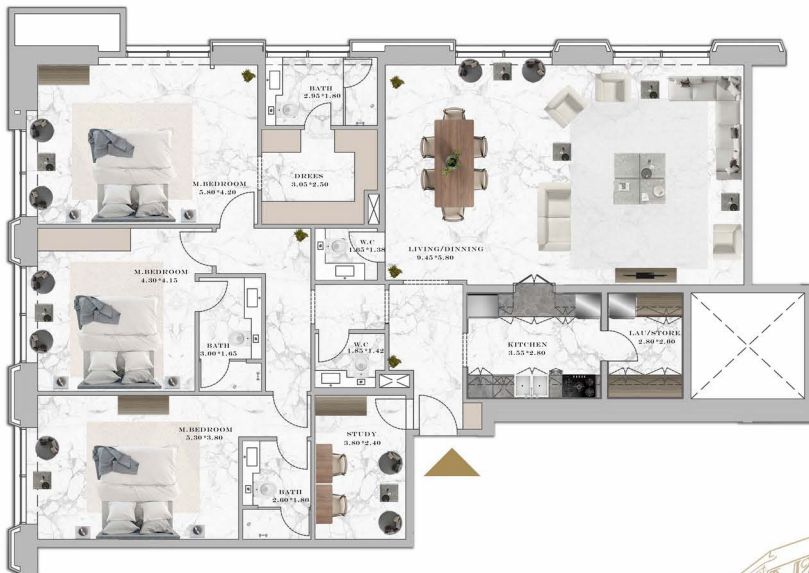 BATH
2.95*1.80
M.BEDROOM
5.80*4.20
DREES
3.05*2.50
W.C
1.85*1.38
LIVING/DINNING
9.45*5.80
M.BEDROOM
4.30*4.15
BATH
3.00*1.65
W.C
1.85*1.42
KITCHEN
3.55*2.80
LAU/STORE
2.80*2.00
M.BEDROOM
5.30*3.80
STUDY
3.80*2.40
BATH
2.60*1.80